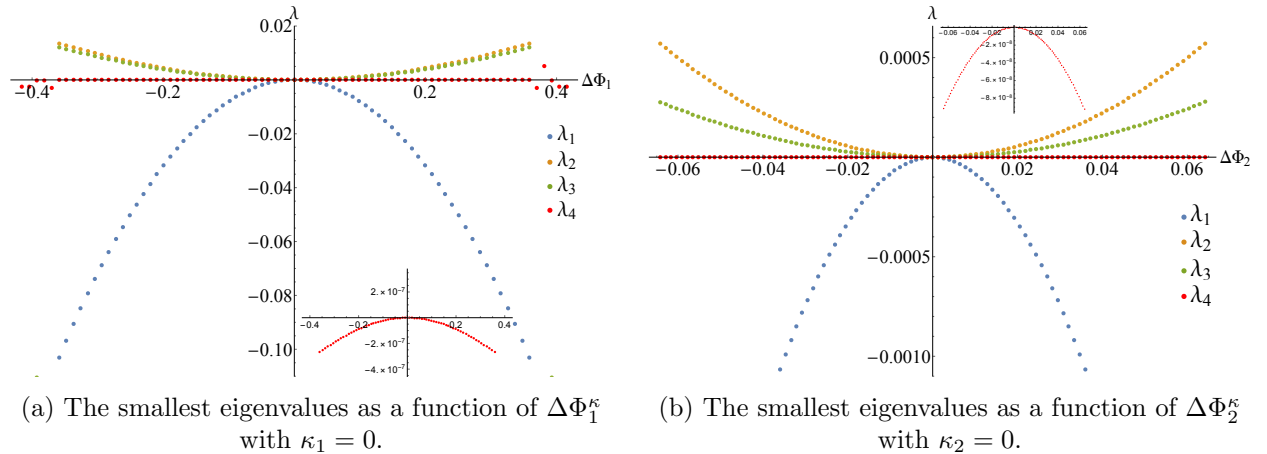 λ
0.02
-0.4
-0.2
0.2
0.4
ΔΦ₁
-0.02
-0.04
-0.06
-0.08
-0.10
λ₁
λ₂
λ₃
λ₄
2.×10⁻⁷
-0.4
-0.2
0.2
0.4
-2.×10⁻⁷
-4.×10⁻⁷
(a) The smallest eigenvalues as a function of ΔΦ₁^κ
with κ₁ = 0.
λ
0.0005
-0.06
-0.04
-0.02
0.02
0.04
0.06
ΔΦ₂
-0.0005
-0.0010
-0.06
-0.04
-0.02
0.02
0.04
0.06
-2.×10⁻⁸
-4.×10⁻⁸
-6.×10⁻⁸
-8.×10⁻⁸
λ₁
λ₂
λ₃
λ₄
(b) The smallest eigenvalues as a function of ΔΦ₂^κ
with κ₂ = 0.